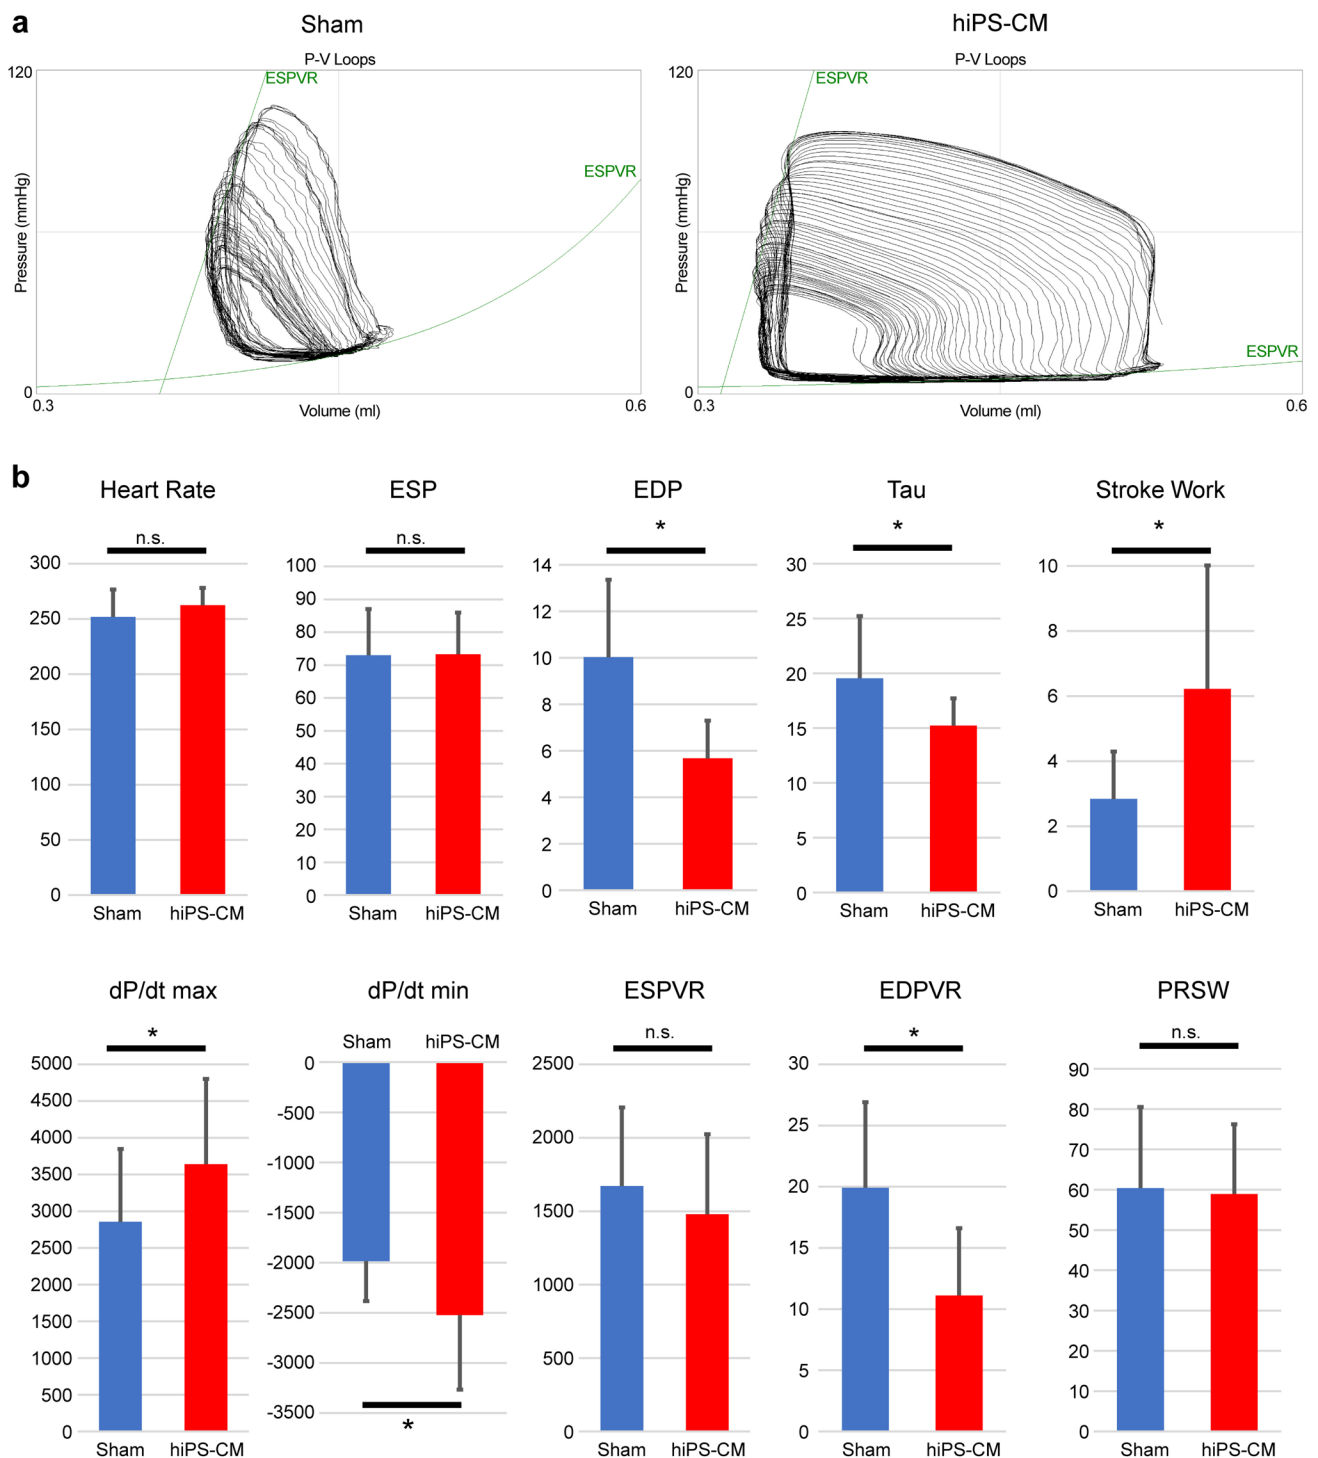 a
Sham
hiPS-CM
P-V Loops
P-V Loops
120
ESPVR
120
ESPVR
ESPVR
ESPVR
Pressure (mmHg)
Pressure (mmHg)
0
0
0.3
Volume (ml)
0.6
0.3
Volume (ml)
0.6
b
Heart Rate
n.s.
300
250
200
150
100
50
0
Sham hiPS-CM
ESP
n.s.
100
90
80
70
60
50
40
30
20
10
0
Sham hiPS-CM
EDP
*
14
12
10
8
6
4
2
0
Sham hiPS-CM
Tau
*
30
25
20
15
10
5
0
Sham hiPS-CM
Stroke Work
*
10
8
6
4
2
0
Sham hiPS-CM
dP/dt max
*
5000
4500
4000
3500
3000
2500
2000
1500
1000
500
0
Sham hiPS-CM
dP/dt min
Sham hiPS-CM
0
-500
-1000
-1500
-2000
-2500
-3000
-3500
*
ESPVR
n.s.
2500
2000
1500
1000
500
0
Sham hiPS-CM
EDPVR
*
30
25
20
15
10
5
0
Sham hiPS-CM
PRSW
n.s.
90
80
70
60
50
40
30
20
10
0
Sham hiPS-CM